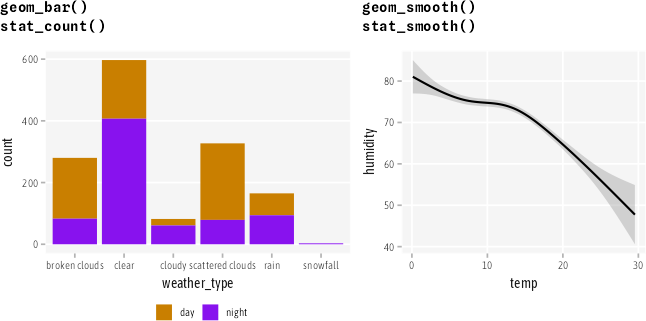 geom_bar()
stat_count()
600
400
200
0
count
broken clouds clear cloudy scattered clouds rain snowfall
weather_type
day night
geom_smooth()
stat_smooth()
80
70
60
50
40
humidity
0 10 20 30
temp